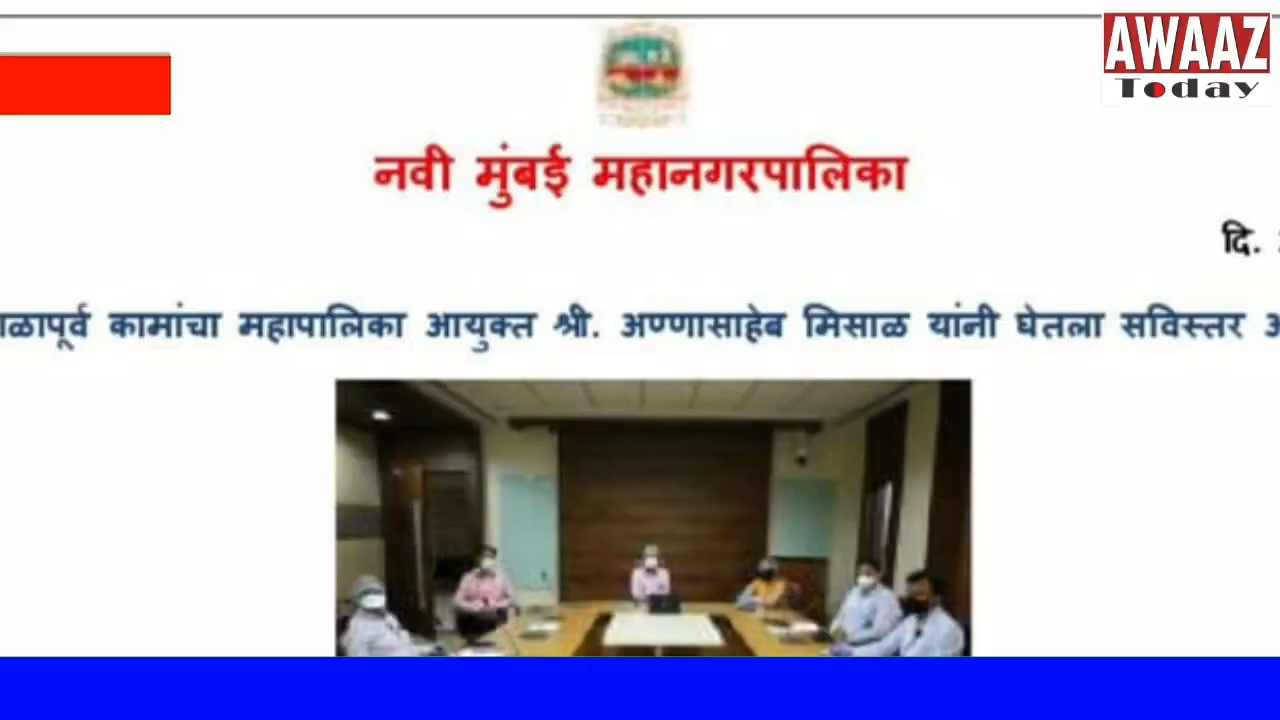 AWAAZ
Today
नवी मुंबई महानगरपालिका
दि.
कामांचा महापालिका आयुक्त श्री. अण्णासाहेब मिसाळ यांनी घेतला सविस्तर